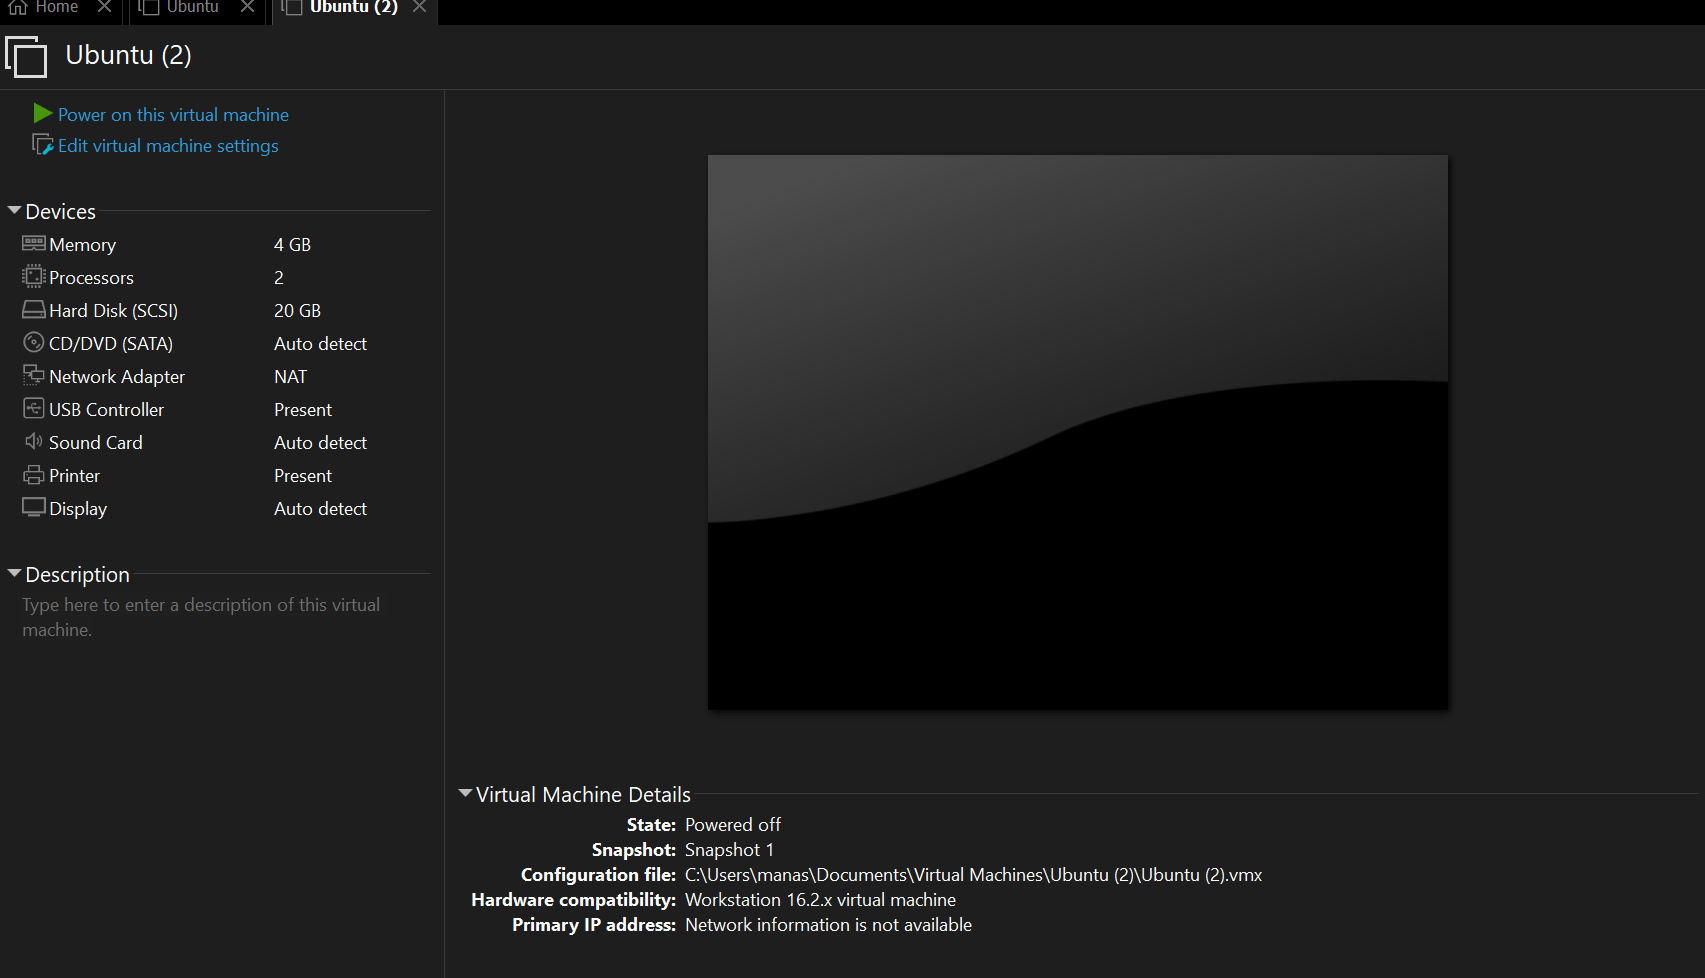 Home
Ubuntu
Ubuntu (2)
Ubuntu (2)
Power on this virtual machine
Edit virtual machine settings
Devices
Memory 4 GB
Processors 2
Hard Disk (SCSI) 20 GB
CD/DVD (SATA) Auto detect
Network Adapter NAT
USB Controller Present
Sound Card Auto detect
Printer Present
Display Auto detect
Description
Type here to enter a description of this virtual
machine.
Virtual Machine Details
State: Powered off
Snapshot: Snapshot 1
Configuration file: C:\Users\manas\Documents\Virtual Machines\Ubuntu (2)\Ubuntu (2).vmx
Hardware compatibility: Workstation 16.2.x virtual machine
Primary IP address: Network information is not available